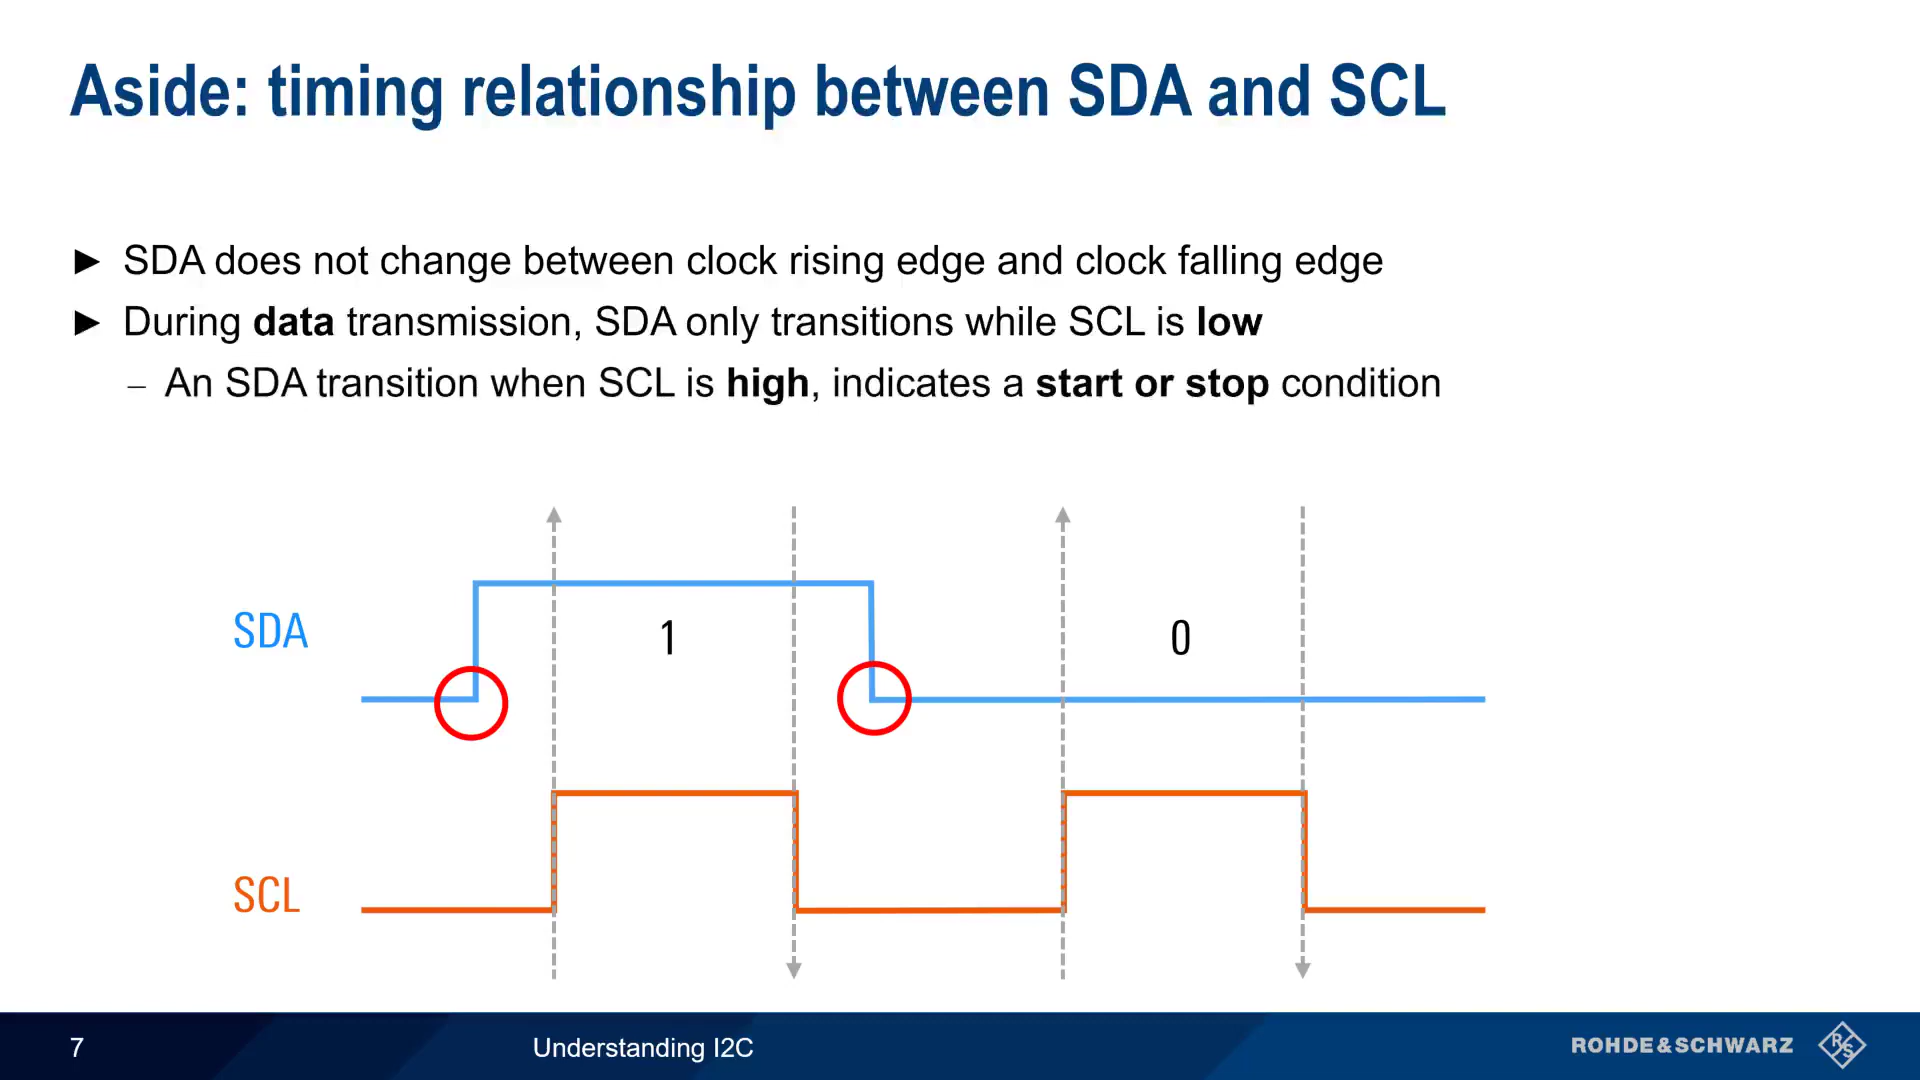 Aside: timing relationship between SDA and SCL
► SDA does not change between clock rising edge and clock falling edge
► During data transmission, SDA only transitions while SCL is low
– An SDA transition when SCL is high, indicates a start or stop condition
SDA
1
0
SCL
7
Understanding I2C
ROHDE&SCHWARZ
R
S